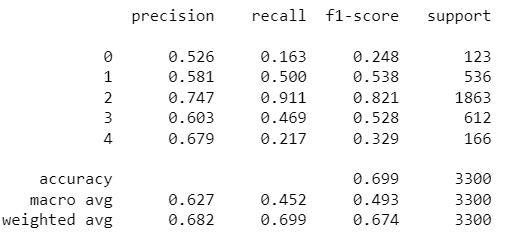 precision recall f1-score support
0 0.526 0.163 0.248 123
1 0.581 0.500 0.538 536
2 0.747 0.911 0.821 1863
3 0.603 0.469 0.528 612
4 0.679 0.217 0.329 166
accuracy 0.699 3300
macro avg 0.627 0.452 0.493 3300
weighted avg 0.682 0.699 0.674 3300